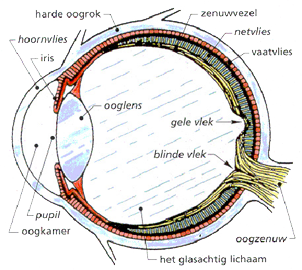 harde oogrok
zenuwvezel
hoornvlies
netvlies
iris
vaatvlies
ooglens
gele vlek
blinde vlek
pupil
oogkamer
oogzenuw
het glasachtig lichaam